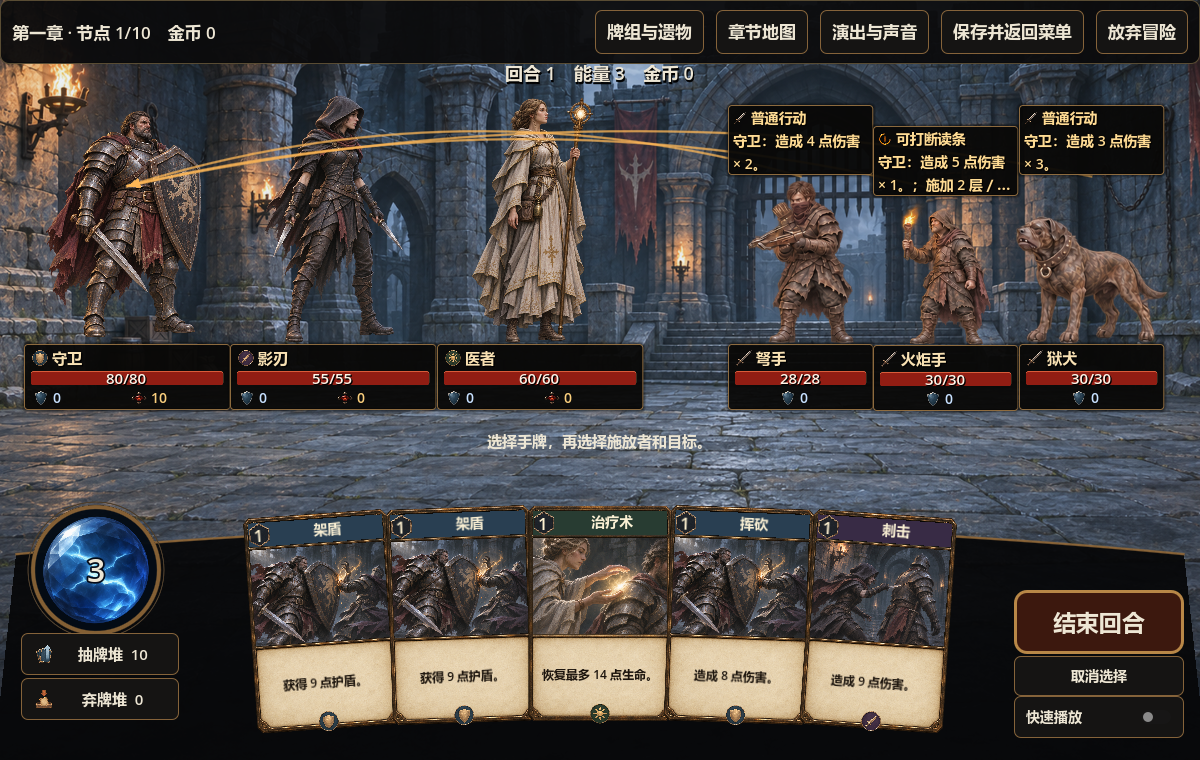 第一章 · 节点 1/10 金币 0
牌组与遗物
章节地图
演出与声音
保存并返回菜单
放弃冒险
回合 1 能量 3 金币 0
普通行动
守卫：造成 4 点伤害
× 2。
可打断读条
守卫：造成 5 点伤害
× 1。；施加 2 层 / ...
普通行动
守卫：造成 3 点伤害
× 3。
守卫
80/80
0 10
影刃
55/55
0 0
医者
60/60
0 0
弩手
28/28
0
火炬手
30/30
0
狱犬
30/30
0
选择手牌，再选择施放者和目标。
3
抽牌堆 10
弃牌堆 0
1 架盾
获得 9 点护盾。
1 架盾
获得 9 点护盾。
1 治疗术
恢复最多 14 点生命。
1 挥砍
造成 8 点伤害。
1 刺击
造成 9 点伤害。
结束回合
取消选择
快速播放